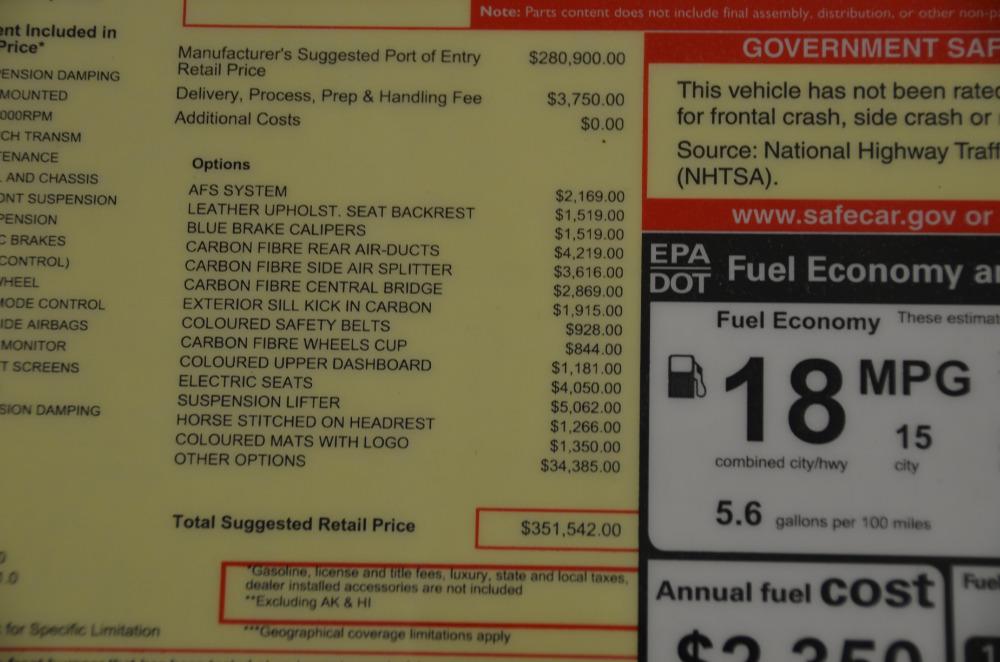 Note: Parts content does not include final assembly, distribution, or other
ent Included in
Price*
ENSION DAMPING
MOUNTED
000RPM
CH TRANSM
TENANCE
AND CHASSIS
ONT SUSPENSION
PENSION
C BRAKES
CONTROL)
WHEEL
MODE CONTROL
IDE AIRBAGS
MONITOR
T SCREENS
SION DAMPING
Manufacturer's Suggested Port of Entry
Retail Price $280,900.00
Delivery, Process, Prep & Handling Fee $3,750.00
Additional Costs $0.00
Options
AFS SYSTEM $2,169.00
LEATHER UPHOLST. SEAT BACKREST $1,519.00
BLUE BRAKE CALIPERS $1,519.00
CARBON FIBRE REAR AIR-DUCTS $4,219.00
CARBON FIBRE SIDE AIR SPLITTER $3,616.00
CARBON FIBRE CENTRAL BRIDGE $2,869.00
EXTERIOR SILL KICK IN CARBON $1,915.00
COLOURED SAFETY BELTS $928.00
CARBON FIBRE WHEELS CUP $844.00
COLOURED UPPER DASHBOARD $1,181.00
ELECTRIC SEATS $4,050.00
SUSPENSION LIFTER $5,062.00
HORSE STITCHED ON HEADREST $1,266.00
COLOURED MATS WITH LOGO $1,350.00
OTHER OPTIONS $34,385.00
Total Suggested Retail Price $351,542.00
*Gasoline, license and title fees, luxury, state and local taxes,
dealer installed accessories are not included
**Excluding AK & HI
for Specific Limitation
***Geographical coverage limitations apply
GOVERNMENT SAF
This vehicle has not been rated
for frontal crash, side crash or
Source: National Highway Traff
(NHTSA).
www.safecar.gov or
EPA
DOT
Fuel Economy an
Fuel Economy These estimat
18 MPG
combined city/hwy
15
city
5.6 gallons per 100 miles
Annual fuel cost
Fuel
$2,350